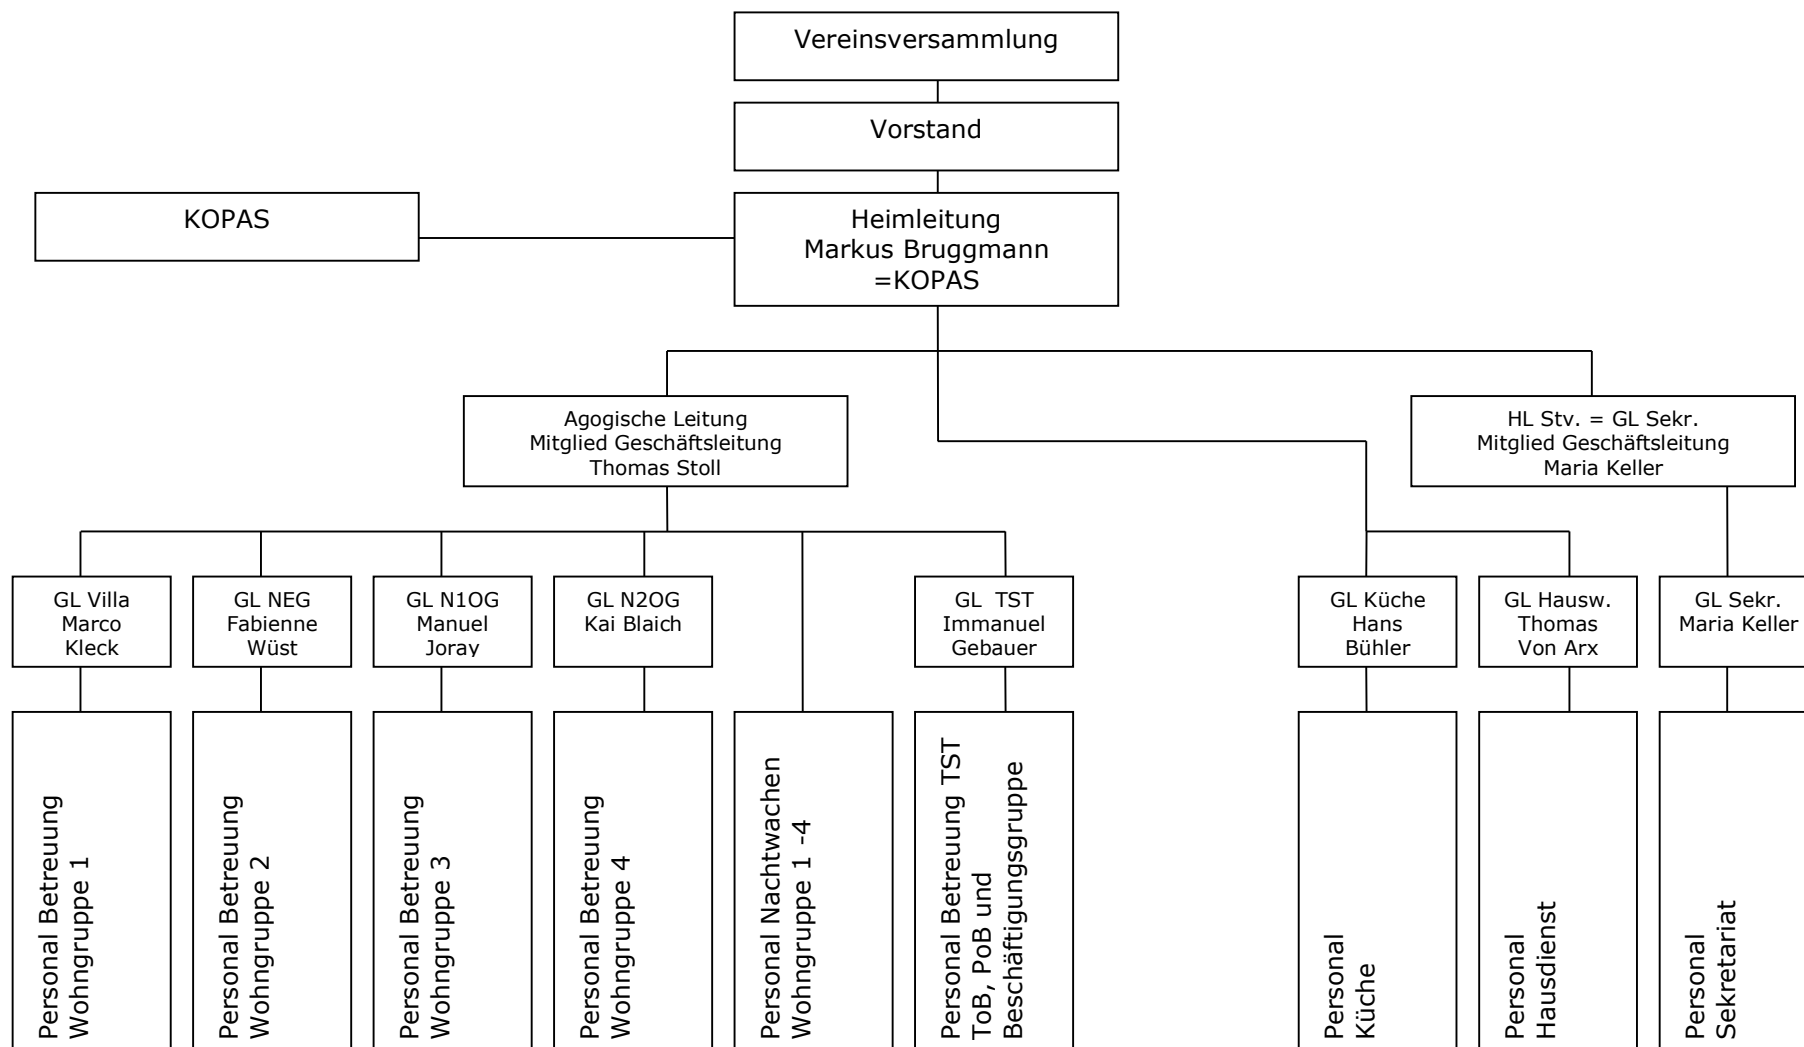 Vereinsversammlung
Vorstand
KOPAS
Heimleitung
Markus Bruggmann
=KOPAS
Agogische Leitung
Mitglied Geschäftsleitung
Thomas Stoll
HL Stv. = GL Sekr.
Mitglied Geschäftsleitung
Maria Keller
GL Villa
Marco
Kleck
GL NEG
Fabienne
Wüst
GL N1OG
Manuel
Joray
GL N2OG
Kai Blaich
GL TST
Immanuel
Gebauer
GL Küche
Hans
Bühler
GL Hausw.
Thomas
Von Arx
GL Sekr.
Maria Keller
Personal Betreuung
Wohngruppe 1
Personal Betreuung
Wohngruppe 2
Personal Betreuung
Wohngruppe 3
Personal Betreuung
Wohngruppe 4
Personal Nachtwachen
Wohngruppe 1 -4
Personal Betreuung TST
ToB, PoB und
Beschäftigungsgruppe
Personal
Küche
Personal
Hausdienst
Personal
Sekretariat